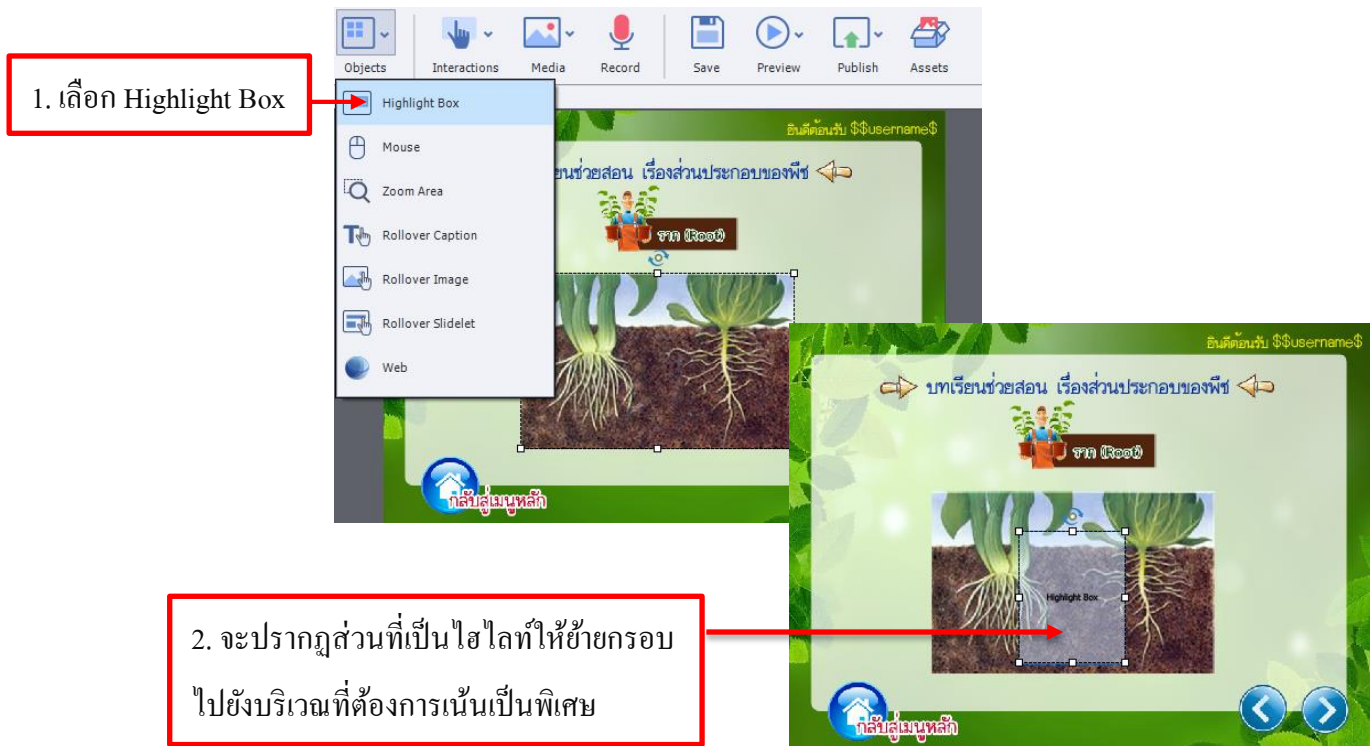 Objects
Interactions
Media
Record
Save
Preview
Publish
Assets
1. เลือก Highlight Box
Highlight Box
Mouse
Zoom Area
Rollover Caption
Rollover Image
Rollover Slidelet
Web
ยินดีต้อนรับ $$username$
ยนช่วยสอน เรื่องส่วนประกอบของพืช
ราก (Root)
กลับสู่เมนูหลัก
ยินดีต้อนรับ $$username$
บทเรียนช่วยสอน เรื่องส่วนประกอบของพืช
ราก (Root)
Highlight Box
กลับสู่เมนูหลัก
2. จะปรากฏส่วนที่เป็นไฮไลท์ให้ย้ายกรอบ
ไปยังบริเวณที่ต้องการเน้นเป็นพิเศษ